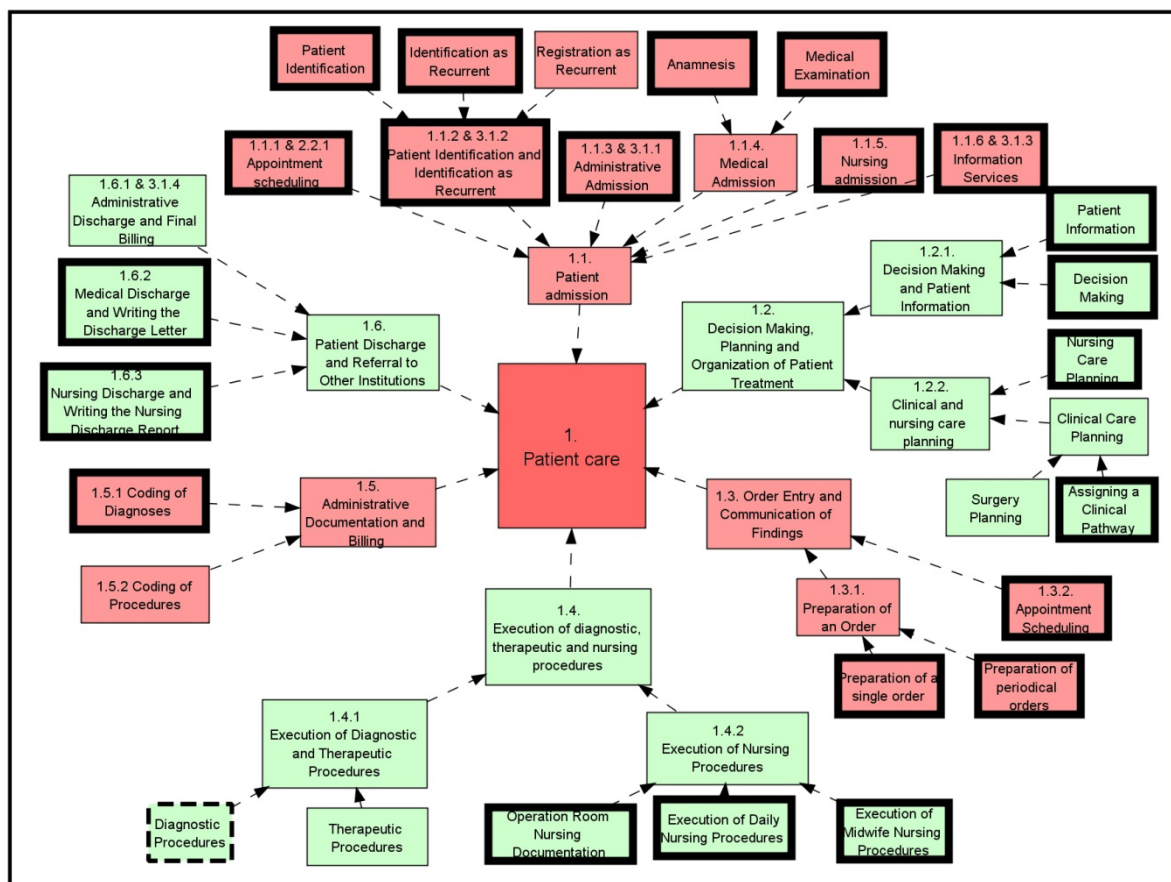 Patient
Identification
Identification as
Recurrent
Registration as
Recurrent
Anamnesis
Medical
Examination
1.1.1 & 2.2.1
Appointment
scheduling
1.1.2 & 3.1.2
Patient Identification and
Identification as
Recurrent
1.1.3 & 3.1.1
Administrative
Admission
1.1.4.
Medical
Admission
1.1.5.
Nursing
admission
1.1.6 & 3.1.3
Information
Services
1.6.1 & 3.1.4
Administrative
Discharge and Final
Billing
1.6.2
Medical Discharge
and Writing the
Discharge Letter
1.6.3
Nursing Discharge and
Writing the Nursing
Discharge Report
1.6.
Patient Discharge
and Referral to
Other Institutions
1.1.
Patient
admission
1.2.
Decision Making,
Planning and
Organization of Patient
Treatment
1.2.1.
Decision Making
and Patient
Information
Patient
Information
Decision
Making
1.2.2.
Clinical and
nursing care
planning
Nursing
Care
Planning
Clinical Care
Planning
Surgery
Planning
Assigning a
Clinical
Pathway
1.
Patient care
1.5.1 Coding of
Diagnoses
1.5.2 Coding of
Procedures
1.5.
Administrative
Documentation and
Billing
1.3. Order Entry and
Communication of
Findings
1.3.1.
Preparation of
an Order
1.3.2.
Appointment
Scheduling
Preparation of a
single order
Preparation of
periodical
orders
1.4.
Execution of diagnostic,
therapeutic and nursing
procedures
1.4.1
Execution of Diagnostic
and Therapeutic
Procedures
1.4.2
Execution of Nursing
Procedures
Diagnostic
Procedures
Therapeutic
Procedures
Operation Room
Nursing
Documentation
Execution of Daily
Nursing Procedures
Execution of
Midwife Nursing
Procedures